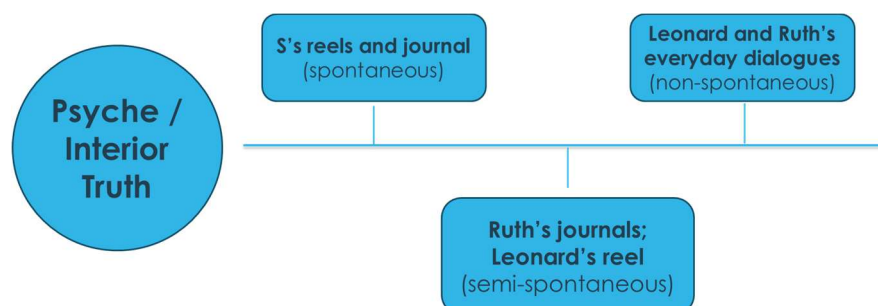 Psyche /
Interior
Truth
S's reels and journal
(spontaneous)
Ruth's journals;
Leonard's reel
(semi-spontaneous)
Leonard and Ruth's
everyday dialogues
(non-spontaneous)